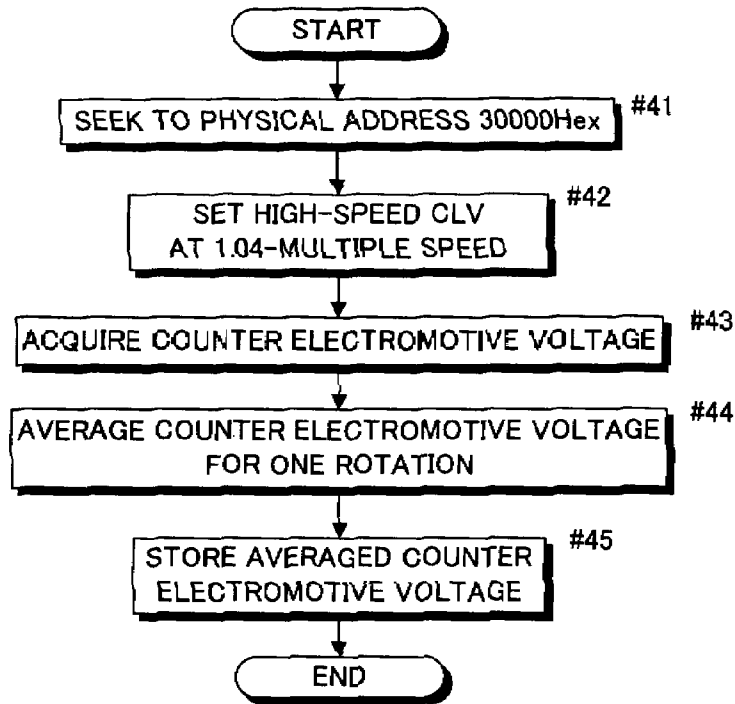 START
SEEK TO PHYSICAL ADDRESS 30000Hex
#41
SET HIGH-SPEED CLV
AT 1.04-MULTIPLE SPEED
#42
ACQUIRE COUNTER ELECTROMOTIVE VOLTAGE
#43
AVERAGE COUNTER ELECTROMOTIVE VOLTAGE
FOR ONE ROTATION
#44
STORE AVERAGED COUNTER
ELECTROMOTIVE VOLTAGE
#45
END